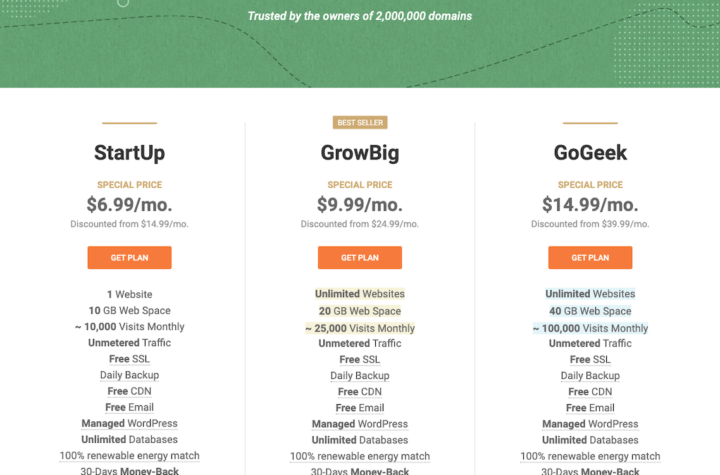 Trusted by the owners of 2,000,000 domains
StartUp
SPECIAL PRICE
$6.99/mo.
Discounted from $14.99/mo.
GET PLAN
1 Website
10 GB Web Space
~ 10,000 Visits Monthly
Unmetered Traffic
Free SSL
Daily Backup
Free CDN
Free Email
Managed WordPress
Unlimited Databases
100% renewable energy match
30-Days Money-Back
BEST SELLER
GrowBig
SPECIAL PRICE
$9.99/mo.
Discounted from $24.99/mo.
GET PLAN
Unlimited Websites
20 GB Web Space
~ 25,000 Visits Monthly
Unmetered Traffic
Free SSL
Daily Backup
Free CDN
Free Email
Managed WordPress
Unlimited Databases
100% renewable energy match
30-Days Money-Back
GoGeek
SPECIAL PRICE
$14.99/mo.
Discounted from $39.99/mo.
GET PLAN
Unlimited Websites
40 GB Web Space
~ 100,000 Visits Monthly
Unmetered Traffic
Free SSL
Daily Backup
Free CDN
Free Email
Managed WordPress
Unlimited Databases
100% renewable energy match
30-Days Money-Back